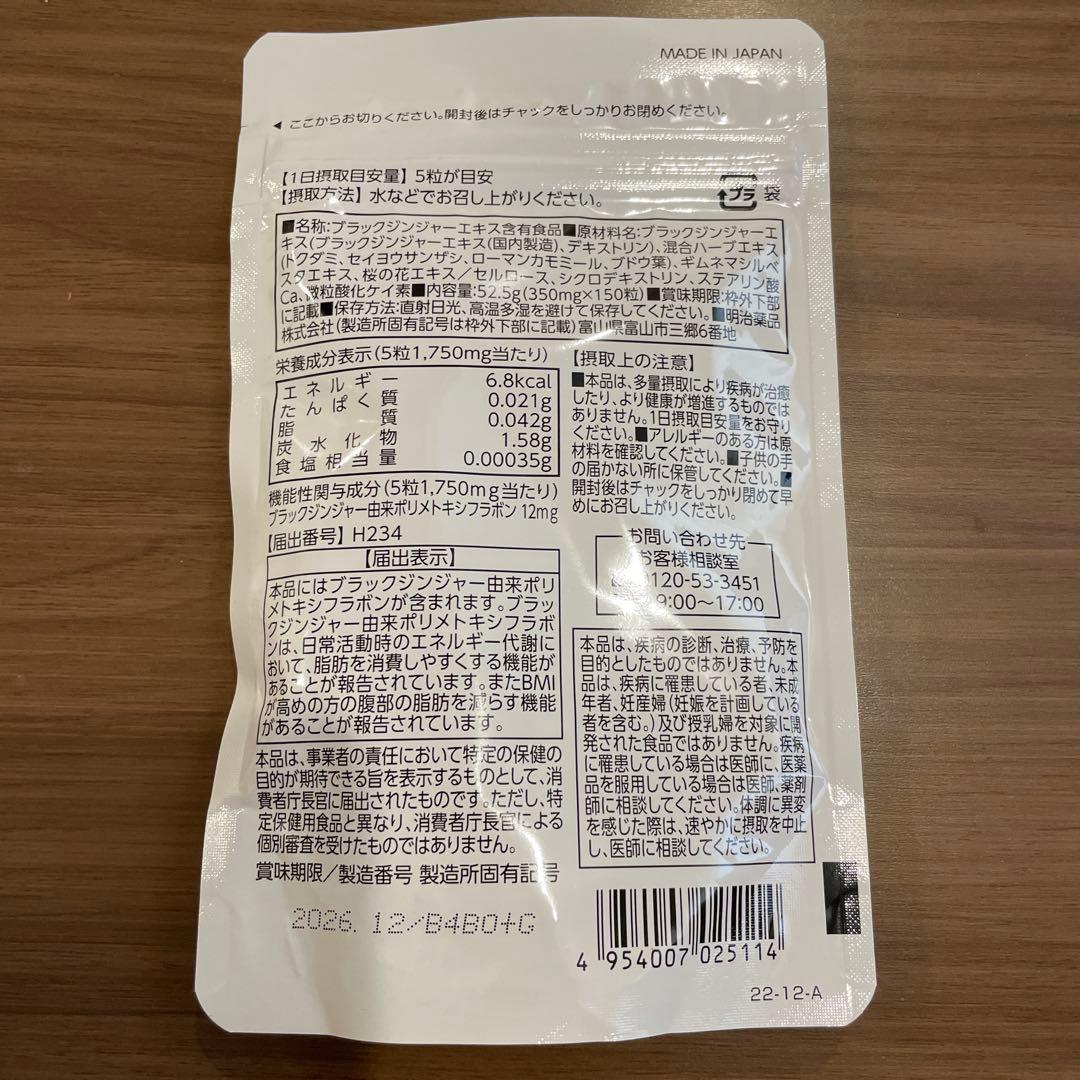 MADE IN JAPAN
◀ ここからお切りください。開封後はチャックをしっかりお閉めください。
【1日摂取目安量】 5粒が目安
【摂取方法】 水などでお召し上がりください。
プラ 袋
■名称:ブラックジンジャーエキス含有食品■原材料名:ブラックジンジャーエ
キス(ブラックジンジャーエキス(国内製造)、デキストリン)、混合ハーブエキス
(ドクダミ、セイヨウサンザシ、ローマンカモミール、ブドウ葉)、ギムネマシルベ
スタエキス、桜の花エキス/セルロース、シクロデキストリン、ステアリン酸
Ca、微粒酸化ケイ素■内容量:52.5g(350mg×150粒)■賞味期限:枠外下部
に記載■保存方法:直射日光、高温多湿を避けて保存してください。■明治薬品
株式会社(製造所固有記号は枠外下部に記載)富山県富山市三郷6番地
栄養成分表示(5粒1,750mg当たり)
エネルギー 6.8kcal
たんぱく質 0.021g
脂質 0.042g
炭水化物 1.58g
食塩相当量 0.00035g
機能性関与成分(5粒1,750mg当たり)
ブラックジンジャー由来ポリメトキシフラボン 12mg
【届出番号】 H234
【届出表示】
本品にはブラックジンジャー由来ポリ
メトキシフラボンが含まれます。ブラッ
クジンジャー由来ポリメトキシフラボ
ンは、日常活動時のエネルギー代謝に
おいて、脂肪を消費しやすくする機能が
あることが報告されています。またBMI
が高めの方の腹部の脂肪を減らす機能
があることが報告されています。
本品は、事業者の責任において特定の保健の
目的が期待できる旨を表示するものとして、消
費者庁長官に届出されたものです。ただし、特
定保健用食品と異なり、消費者庁長官による
個別審査を受けたものではありません。
賞味期限/製造番号 製造所固有記号
2026.12/B4B0+G
【摂取上の注意】
■本品は、多量摂取により疾病が治癒
したり、より健康が増進するものでは
ありません。1日摂取目安量をお守り
ください。■アレルギーのある方は原
材料を確認してください。■子供の手
の届かない所に保管してください。■
開封後はチャックをしっかり閉めて早
めにお召し上がりください。
お問い合わせ先
お客様相談室
0120-53-3451
9:00～17:00
本品は、疾病の診断、治療、予防を
目的としたものではありません。本
品は、疾病に罹患している者、未成
年者、妊産婦(妊娠を計画している
者を含む。)及び授乳婦を対象に開
発された食品ではありません。疾病
に罹患している場合は医師に、医薬
品を服用している場合は医師、薬剤
師に相談してください。体調に異変
を感じた際は、速やかに摂取を中止
し、医師に相談してください。
4 954007 025114
22-12-A